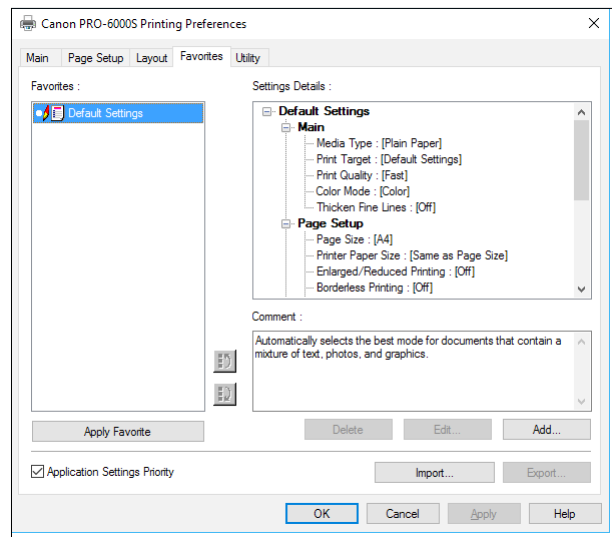 Canon PRO-6000S Printing Preferences
Main Page Setup Layout Favorites Utility
Favorites :
Default Settings
Apply Favorite
Settings Details :
Default Settings
Main
Media Type : [Plain Paper]
Print Target : [Default Settings]
Print Quality : [Fast]
Color Mode : [Color]
Thicken Fine Lines : [Off]
Page Setup
Page Size : [A4]
Printer Paper Size : [Same as Page Size]
Enlarged/Reduced Printing : [Off]
Borderless Printing : [Off]
Comment :
Automatically selects the best mode for documents that contain a
mixture of text, photos, and graphics.
Delete Edit... Add...
Application Settings Priority
Import... Export...
OK Cancel Apply Help